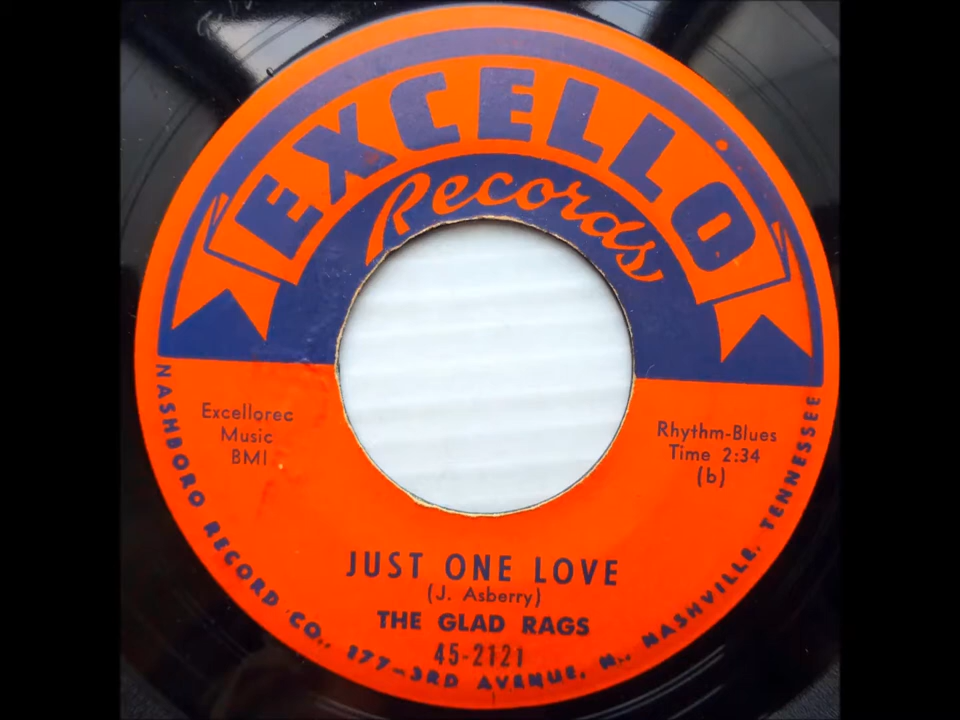 EXCELLO
Records
Excellorec
Music
BMI
Rhythm-Blues
Time 2:34
(b)
JUST ONE LOVE
(J. Asberry)
THE GLAD RAGS
45-2121
NASHBORO RECORD CO., 177-3RD AVENUE, N., NASHVILLE, TENNESSEE